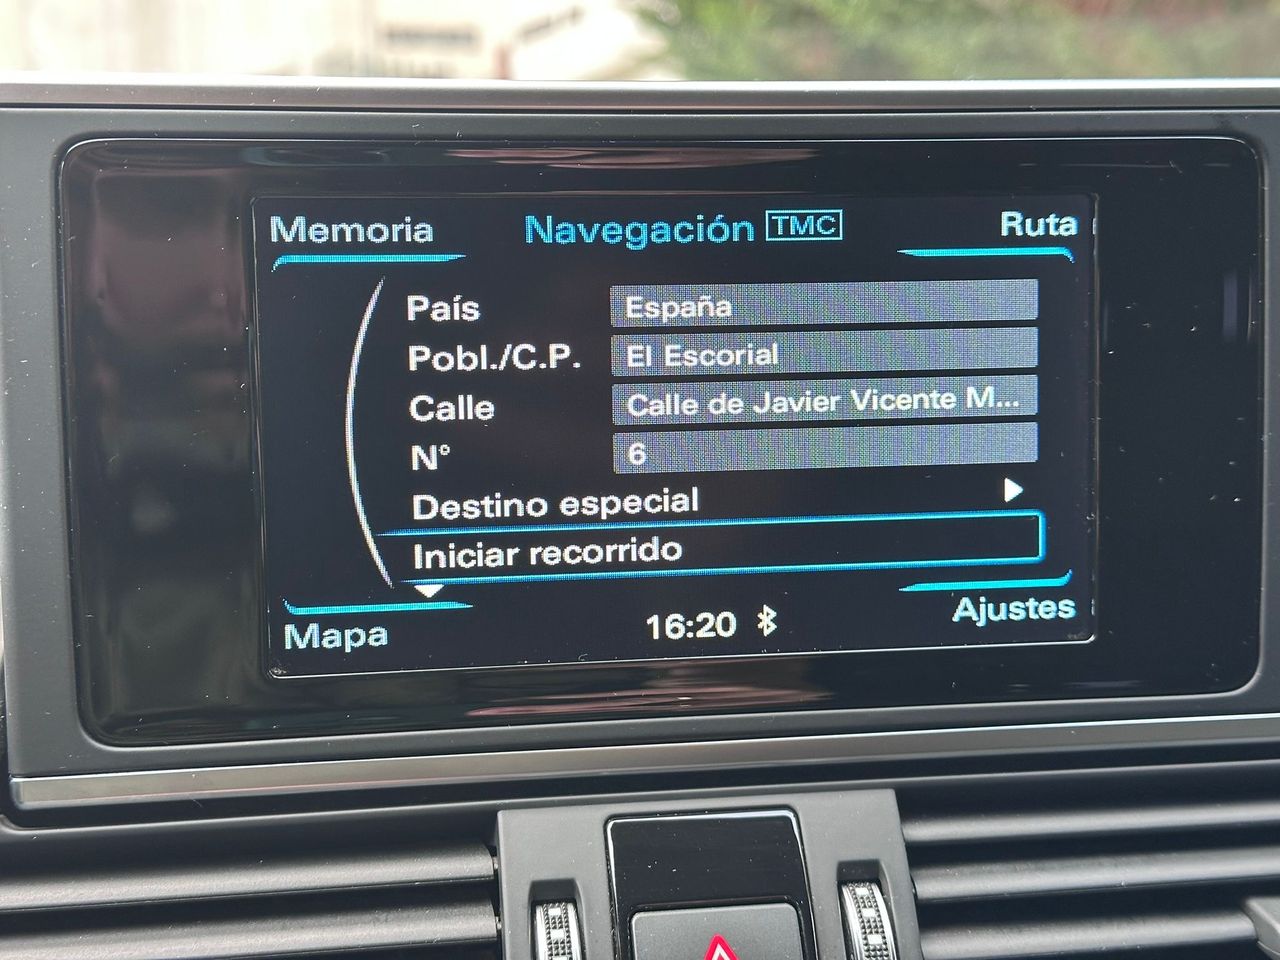 Memoria Navegación TMC Ruta
País España
Pobl./C.P. El Escorial
Calle Calle de Javier Vicente M...
N° 6
Destino especial
Iniciar recorrido
Mapa 16:20 Ajustes